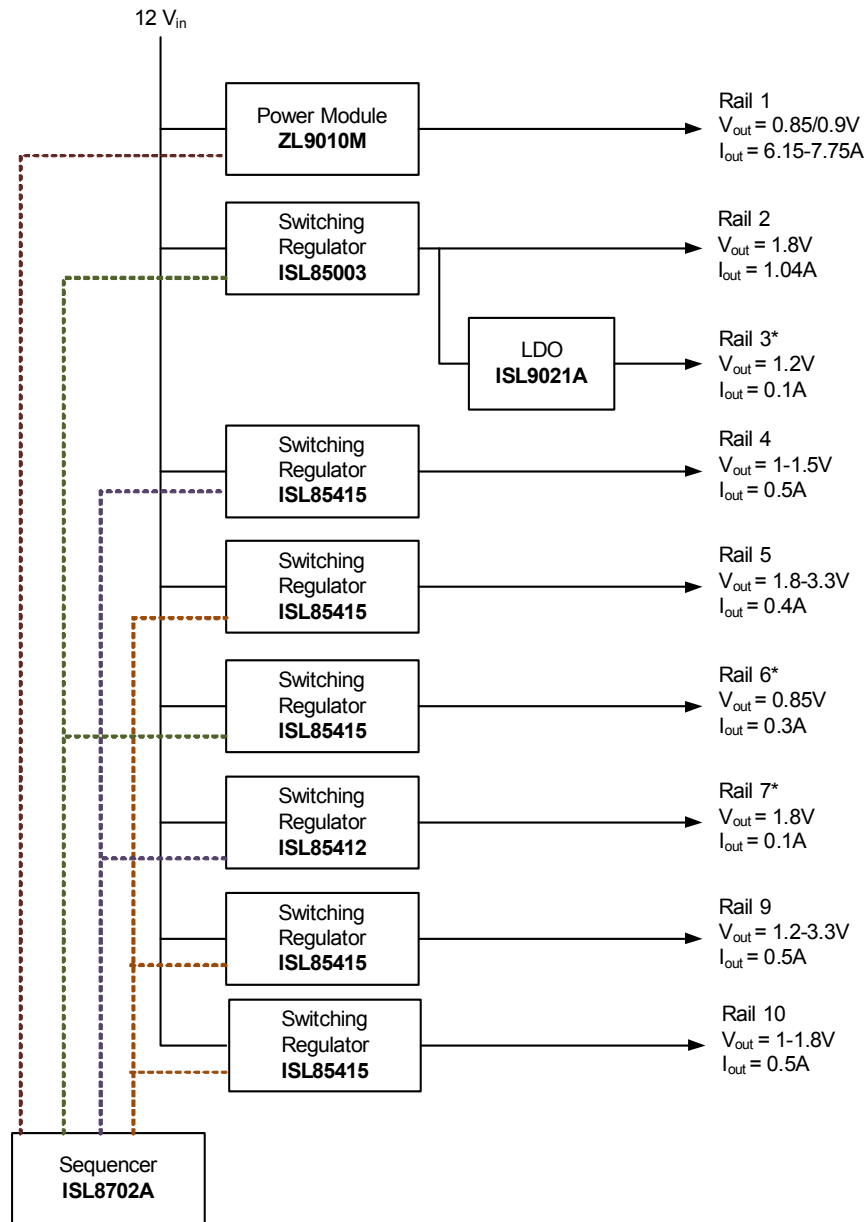 12 Vin
Power Module
ZL9010M
Rail 1
Vout = 0.85/0.9V
Iout = 6.15-7.75A
Switching
Regulator
ISL85003
Rail 2
Vout = 1.8V
Iout = 1.04A
LDO
ISL9021A
Rail 3*
Vout = 1.2V
Iout = 0.1A
Switching
Regulator
ISL85415
Rail 4
Vout = 1-1.5V
Iout = 0.5A
Switching
Regulator
ISL85415
Rail 5
Vout = 1.8-3.3V
Iout = 0.4A
Switching
Regulator
ISL85415
Rail 6*
Vout = 0.85V
Iout = 0.3A
Switching
Regulator
ISL85412
Rail 7*
Vout = 1.8V
Iout = 0.1A
Switching
Regulator
ISL85415
Rail 9
Vout = 1.2-3.3V
Iout = 0.5A
Switching
Regulator
ISL85415
Rail 10
Vout = 1-1.8V
Iout = 0.5A
Sequencer
ISL8702A